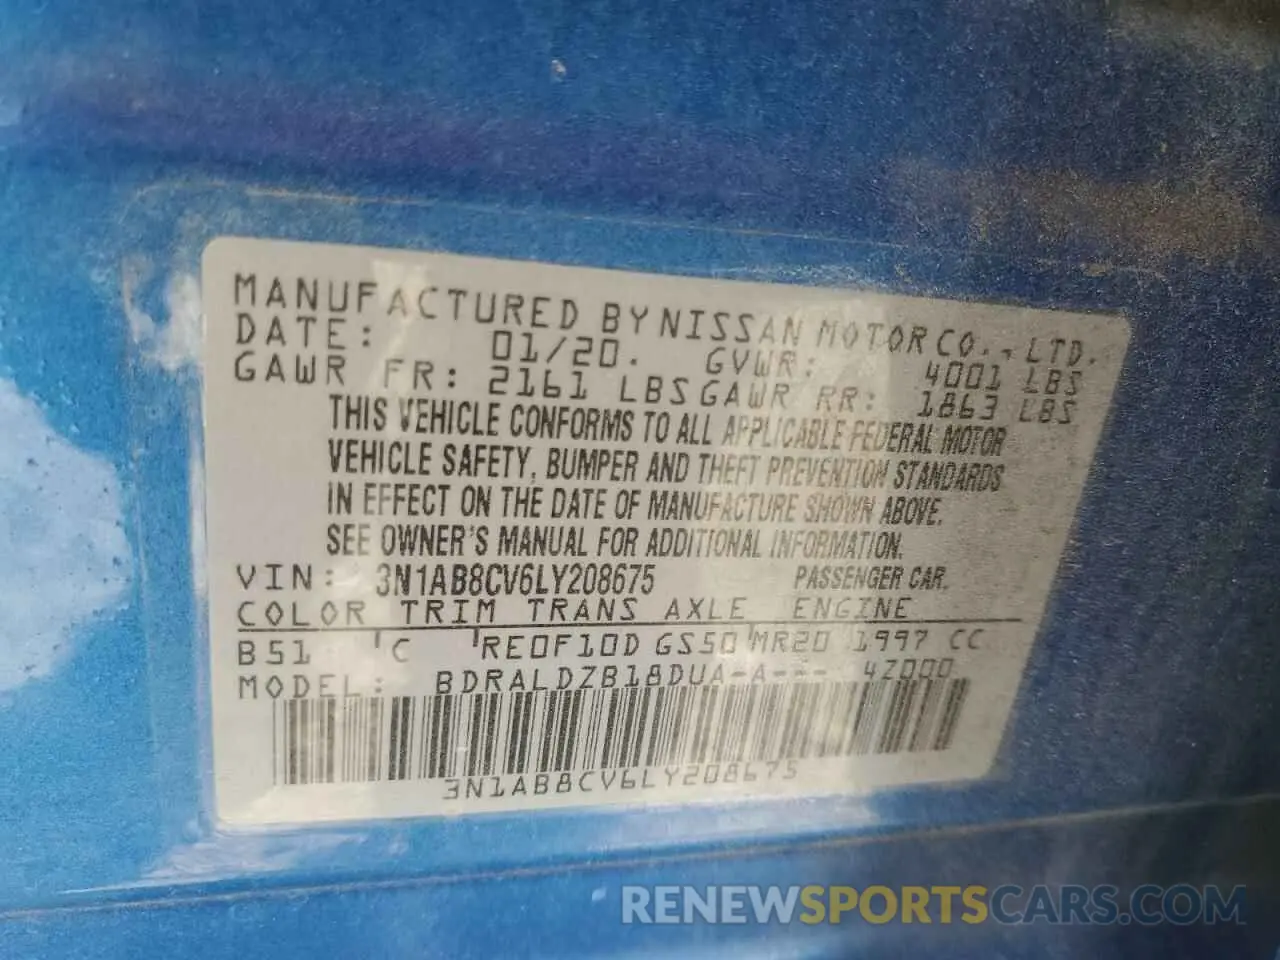 MANUFACTURED BY NISSAN MOTOR CO., LTD.
DATE: 01/20. GVWR: 4001 LBS
GAWR FR: 2161 LBS GAWR RR: 1863 LBS
THIS VEHICLE CONFORMS TO ALL APPLICABLE FEDERAL MOTOR
VEHICLE SAFETY, BUMPER AND THEFT PREVENTION STANDARDS
IN EFFECT ON THE DATE OF MANUFACTURE SHOWN ABOVE.
SEE OWNER'S MANUAL FOR ADDITIONAL INFORMATION.
VIN: 3N1AB8CV6LY208675 PASSENGER CAR.
COLOR TRIM TRANS AXLE ENGINE
B51 'C 'RE0F10D GS50 'MR20 1997 CC
MODEL: BDRALDZB18DUA-A--- 4Z000
3N1AB8CV6LY208675
RENEWSPORTSCARS.COM